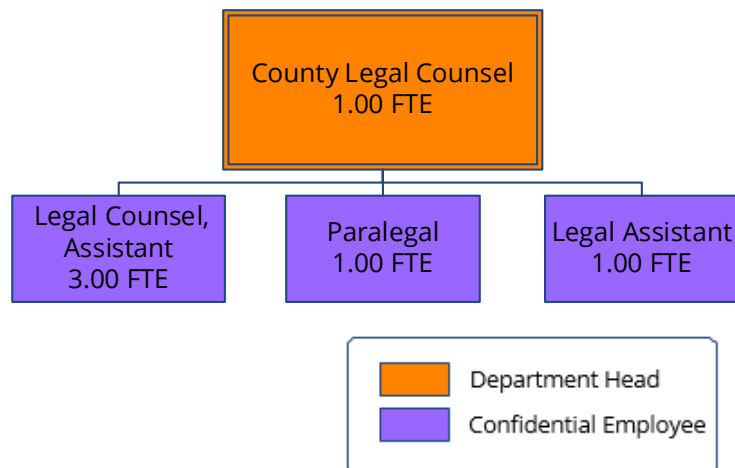 County Legal Counsel
1.00 FTE
Legal Counsel,
Assistant
3.00 FTE
Paralegal
1.00 FTE
Legal Assistant
1.00 FTE
Department Head
Confidential Employee